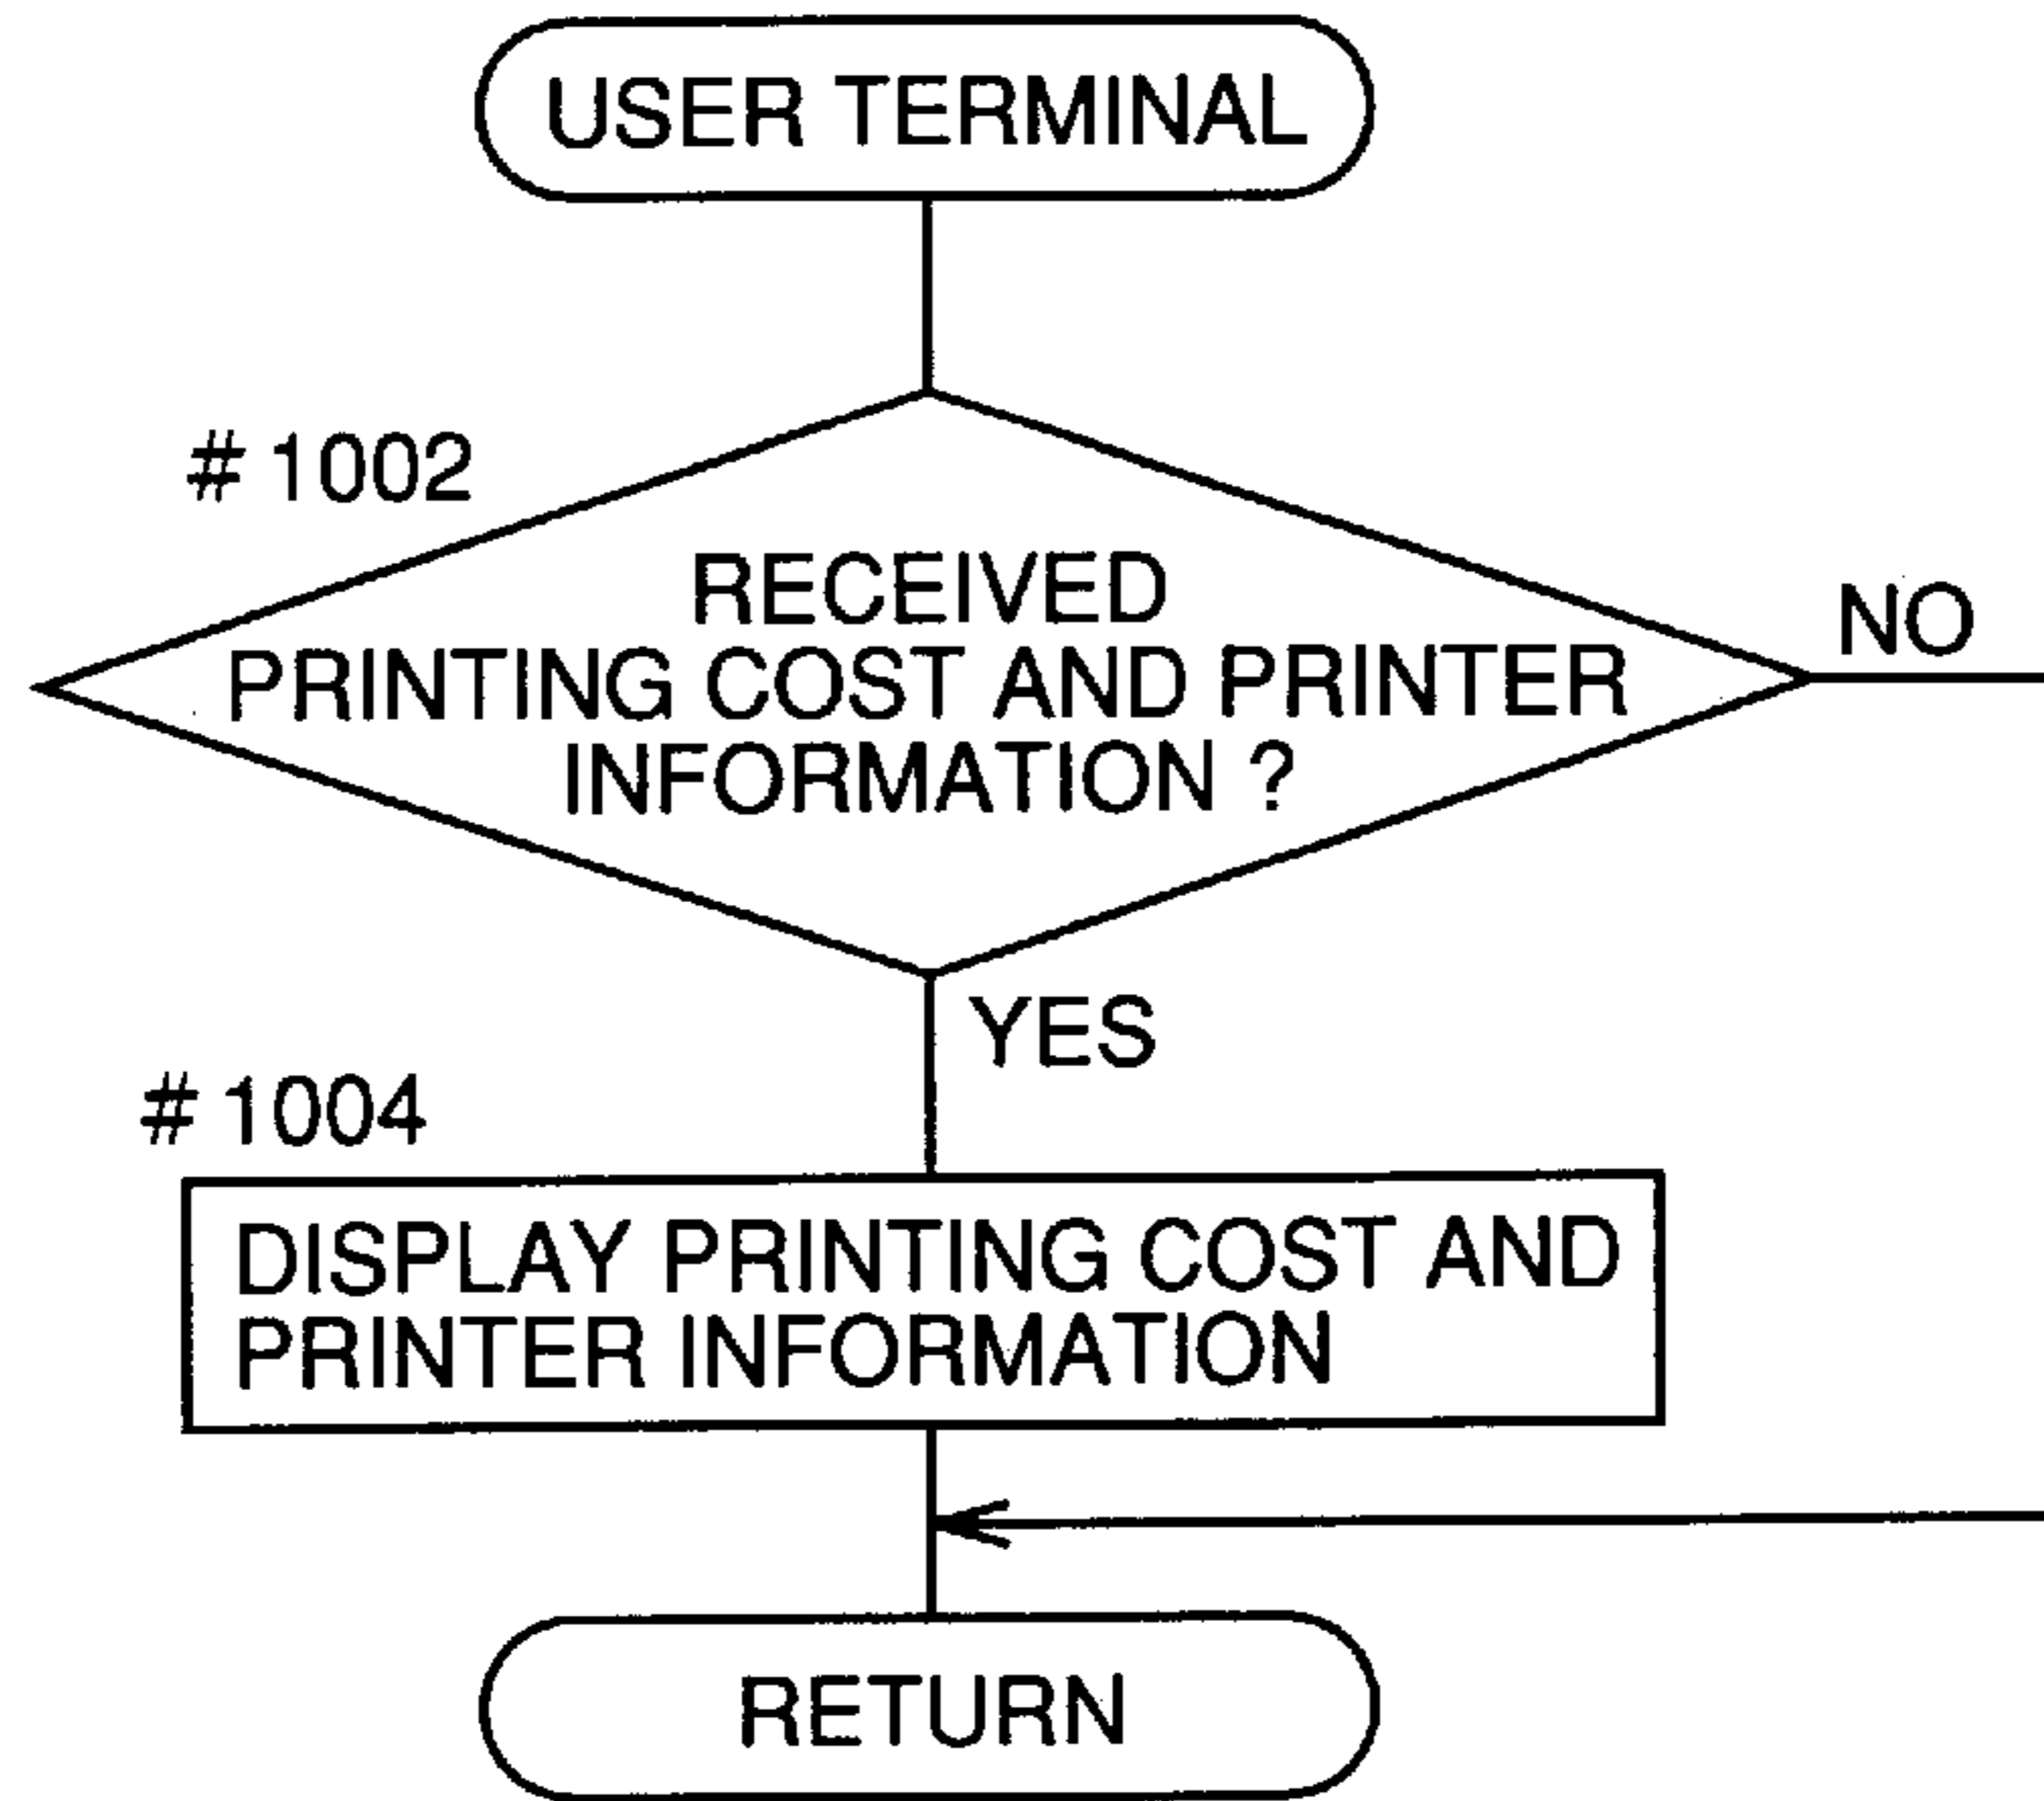 USER TERMINAL
# 1002
RECEIVED
PRINTING COST AND PRINTER
INFORMATION ?
NO
YES
# 1004
DISPLAY PRINTING COST AND
PRINTER INFORMATION
RETURN